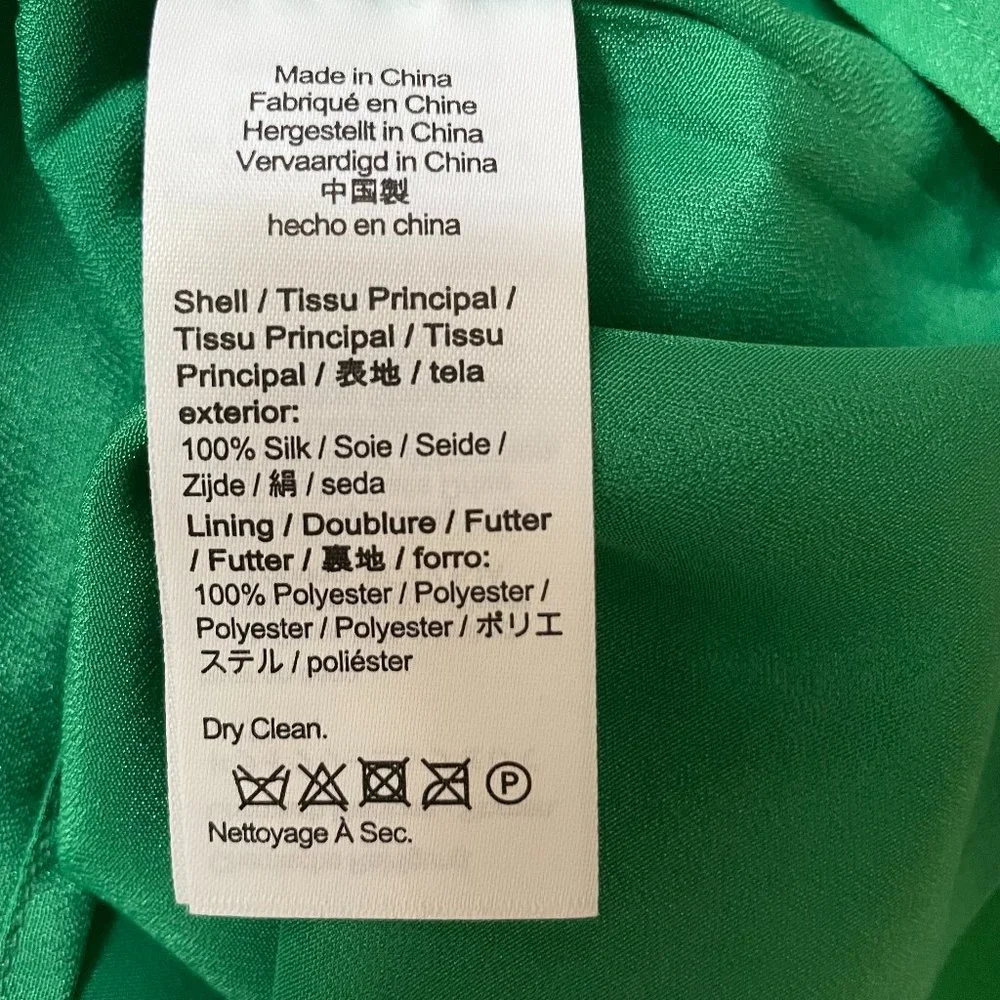 Made in China
Fabriqué en Chine
Hergestellt in China
Vervaardigd in China
中国製
hecho en china
Shell / Tissu Principal /
Tissu Principal / Tissu
Principal / 表地 / tela
exterior:
100% Silk / Soie / Seide /
Zijde / 絹 / seda
Lining / Doublure / Futter
/ Futter / 裏地 / forro:
100% Polyester / Polyester /
Polyester / Polyester / ポリエ
ステル / poliéster
Dry Clean.
P
Nettoyage À Sec.